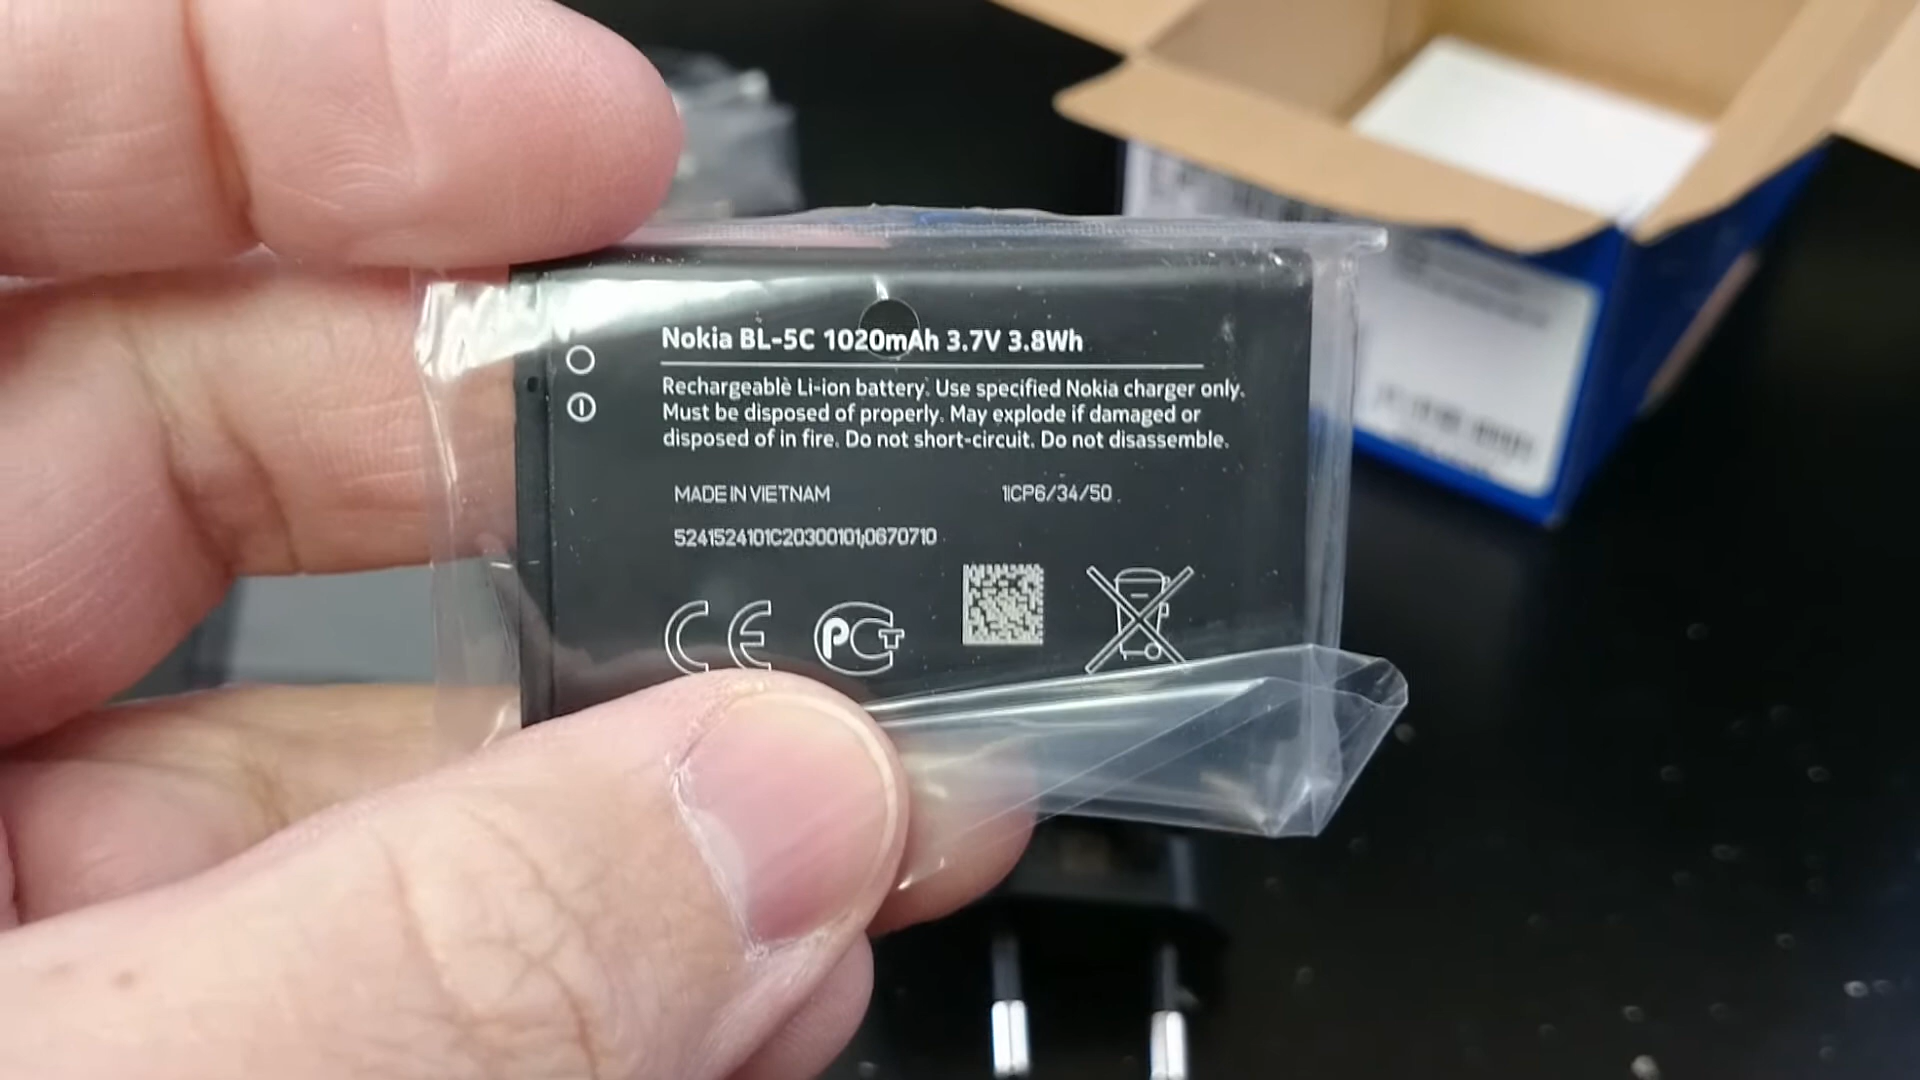 Nokia BL-5C 1020mAh 3.7V 3.8Wh
Rechargeable Li-ion battery. Use specified Nokia charger only.
Must be disposed of properly. May explode if damaged or
disposed of in fire. Do not short-circuit. Do not disassemble.
MADE IN VIETNAM
1ICP6/34/50
5241524101C20300101;0670710
CE
PCT